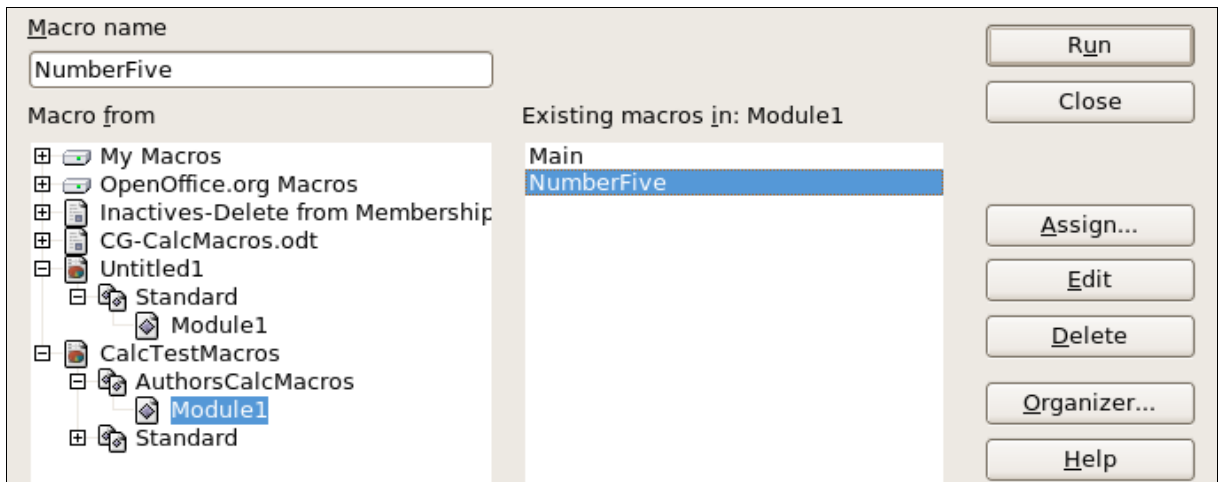 Macro name
NumberFive
Macro from
My Macros
OpenOffice.org Macros
Inactives-Delete from Membership
CG-CalcMacros.odt
Untitled1
Standard
Module1
CalcTestMacros
AuthorsCalcMacros
Module1
Standard
Existing macros in: Module1
Main
NumberFive
Run
Close
Assign...
Edit
Delete
Organizer...
Help